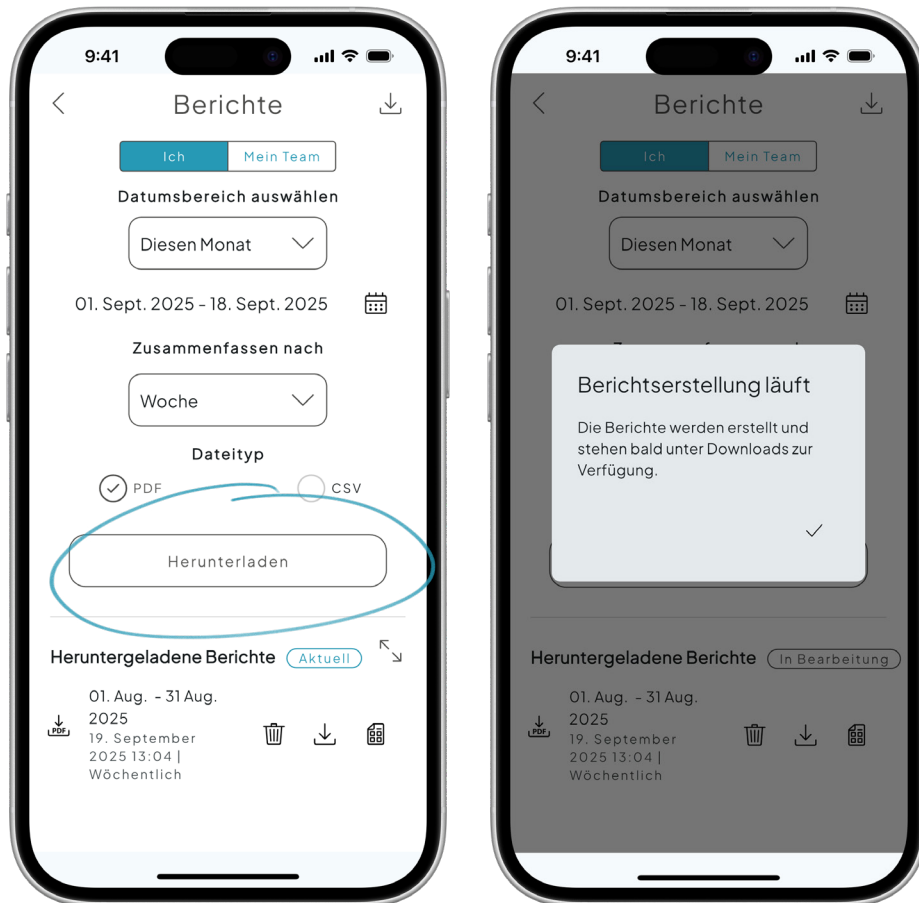 9:41
Berichte
Ich
Mein Team
Datumsbereich auswählen
Diesen Monat
01. Sept. 2025 - 18. Sept. 2025
Zusammenfassen nach
Woche
Dateityp
PDF
CSV
Herunterladen
Heruntergeladene Berichte
Aktuell
PDF
01. Aug. - 31 Aug.
2025
19. September
2025 13:04 |
Wöchentlich
9:41
Berichte
Ich
Mein Team
Datumsbereich auswählen
Diesen Monat
01. Sept. 2025 - 18. Sept. 2025
Berichtserstellung läuft
Die Berichte werden erstellt und
stehen bald unter Downloads zur
Verfügung.
Heruntergeladene Berichte
In Bearbeitung
PDF
01. Aug. - 31 Aug.
2025
19. September
2025 13:04 |
Wöchentlich